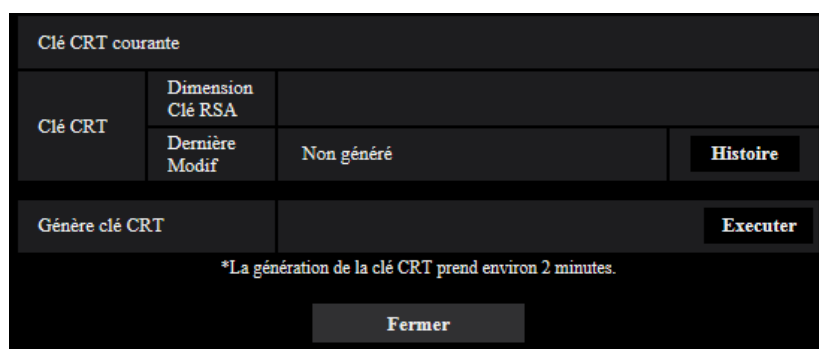 Clé CRT courante
Clé CRT
Dimension
Clé RSA
Dernière
Modif
Non généré
Histoire
Génère clé CRT
Executer
*La génération de la clé CRT prend environ 2 minutes.
Fermer